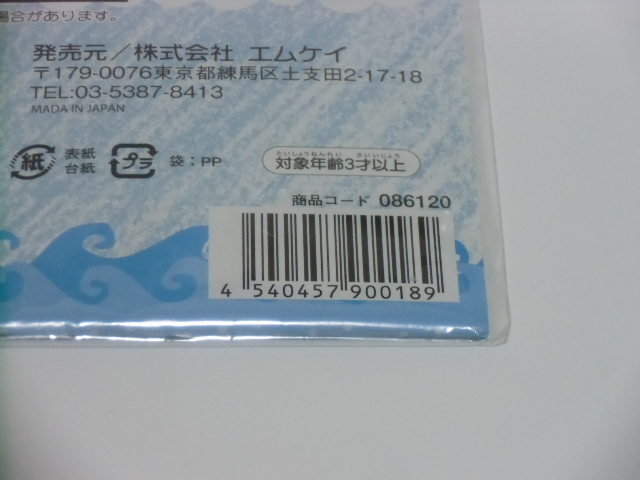 場合があります。
発売元／株式会社 エムケイ
〒179-0076東京都練馬区土支田2-17-18
TEL:03-5387-8413
MADE IN JAPAN
紙 表紙 台紙 プラ 袋：PP
たいしょうねんれい さいいじょう
対象年齢3才以上
商品コード 086120
4 540457 900189